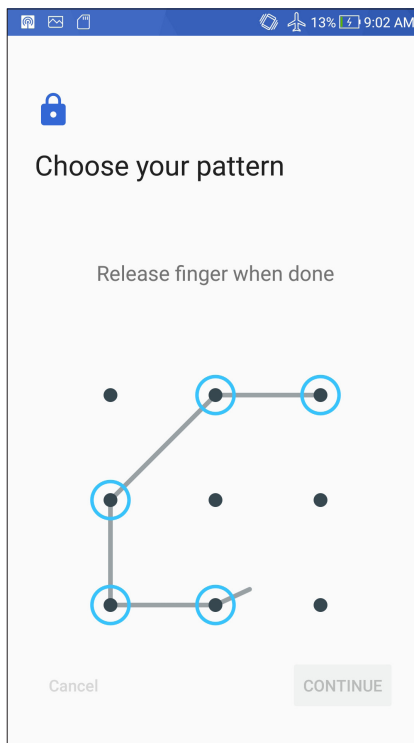 13% 9:02 AM
Choose your pattern
Release finger when done
Cancel CONTINUE